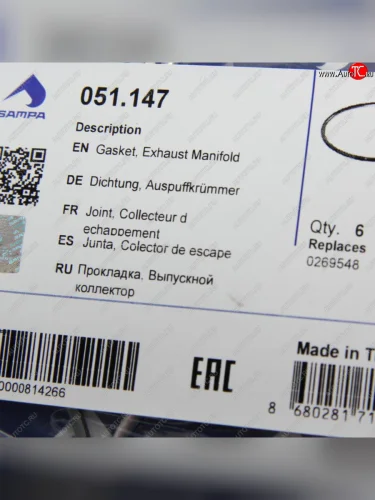 SAMPA
051.147
Description
EN Gasket, Exhaust Manifold
DE Dichtung, Auspuffkrümmer
FR Joint, Collecteur d
echappement
ES Junta, Colector de escape
RU Прокладка, Выпускной
коллектор
Qty. 6
Replaces
0269548
0000814266
EAC
Made in T
8 680281 71